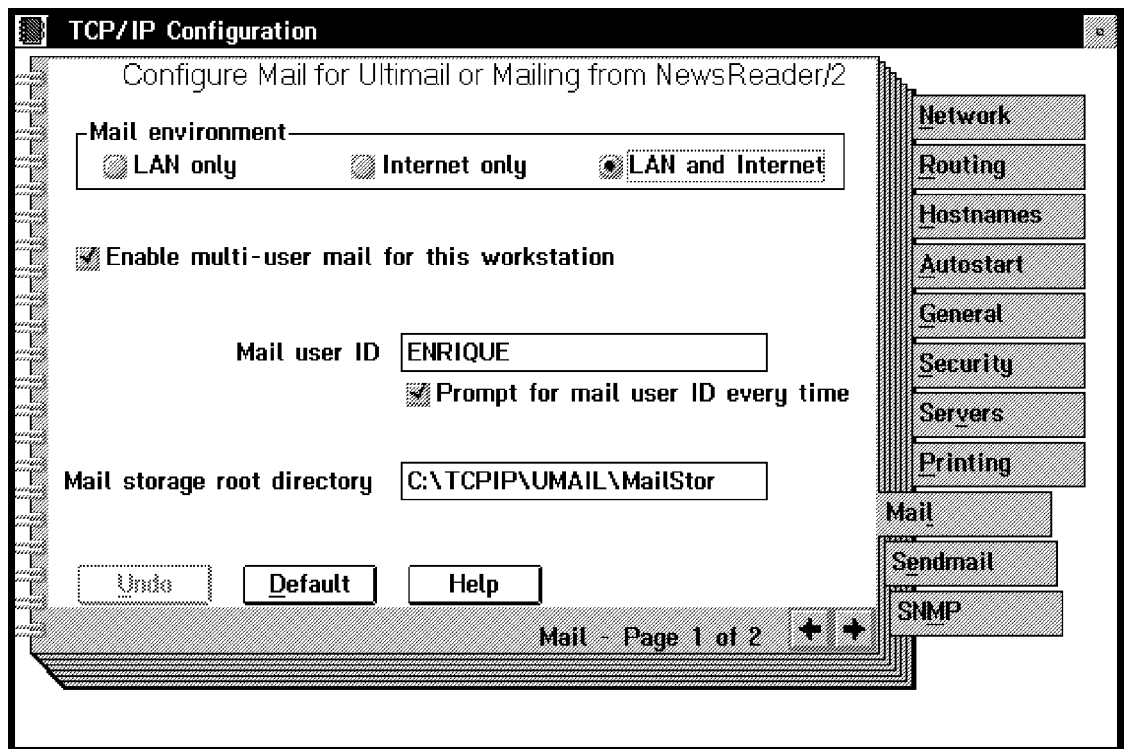 TCP/IP Configuration
Configure Mail for Ultimail or Mailing from NewsReader/2
Mail environment
LAN only
Internet only
LAN and Internet
Enable multi-user mail for this workstation
Mail user ID
ENRIQUE
Prompt for mail user ID every time
Mail storage root directory
C:\TCPIP\UMAIL\MailStor
Undo
Default
Help
Mail - Page 1 of 2
Network
Routing
Hostnames
Autostart
General
Security
Servers
Printing
Mail
Sendmail
SNMP